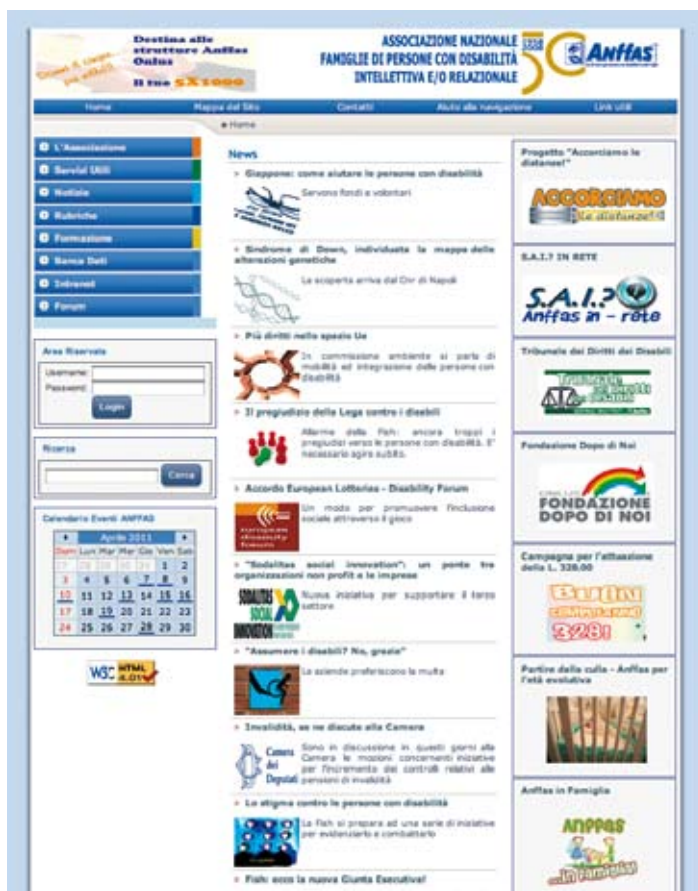 Destina alle
strutture Anffas
Onlus
Il tuo 5X1000
ASSOCIAZIONE NAZIONALE
FAMIGLIE DI PERSONE CON DISABILITÀ
INTELLETTIVA E/O RELAZIONALE
Anffas
Home Mappa del Sito Contatti Aiuto alla navigazione Link utili
Home
L'Associazione
Servizi Utili
Notizie
Rubriche
Formazione
Banca Dati
Intranet
Forum
Area Riservata
Username:
Password:
Login
Ricerca
Cerca
Calendario Eventi ANFFAS
Aprile 2011
Dom Lun Mar Mer Gio Ven Sab
1 2
3 4 5 6 7 8 9
10 11 12 13 14 15 16
17 18 19 20 21 22 23
24 25 26 27 28 29 30
W3C HTML 4.01
News
Giappone: come aiutare le persone con disabilità
Servono fondi e volontari
Sindrome di Down, individuata la mappa delle
alterazioni genetiche
La scoperta arriva dal Cnr di Napoli
Più diritti nello spazio Ue
In commissione ambiente si parla di
mobilità ed integrazione delle persone con
disabilità
Il pregiudizio della Lega contro i disabili
Allarme della Fish: ancora troppi i
pregiudizi verso le persone con disabilità. E'
necessario agire subito.
Accordo European Lotteries - Disability Forum
european
disability
forum
Un modo per promuovere l'inclusione
sociale attraverso il gioco
"Sodalitas social innovation": un ponte tra
organizzazioni non profit e le imprese
SODALITAS
SOCIAL
INNOVATION
Nuova iniziativa per supportare il terzo
settore
"Assumere i disabili? No, grazie"
Le aziende preferiscono la multa
Invalidità, se ne discute alla Camera
Camera
dei
Deputati
Sono in discussione in questi giorni alla
Camera le mozioni concernenti iniziative
per l'incremento dei controlli relativi alle
pensioni di invalidità
Lo stigma contro le persone con disabilità
La Fish si prepara ad una serie di iniziative
per evidenziarlo e combatterlo
Fish: ecco la nuova Giunta Esecutiva!
Progetto "Accorciamo le
distanze!"
ACCORCIAMO
le distanze!
S.A.I.? IN RETE
S.A.I.?
Anffas in - rete
Tribunale dei Diritti dei Disabili
Tribunale
dei diritti
dei disabili
Fondazione Dopo di Noi
FONDAZIONE
DOPO DI NOI
Campagna per l'attuazione
della L. 328.00
Buon
compleanno
328!
Partire dalla culla - Anffas per
l'età evolutiva
Anffas in Famiglia
ANFFAS
...in famiglia!